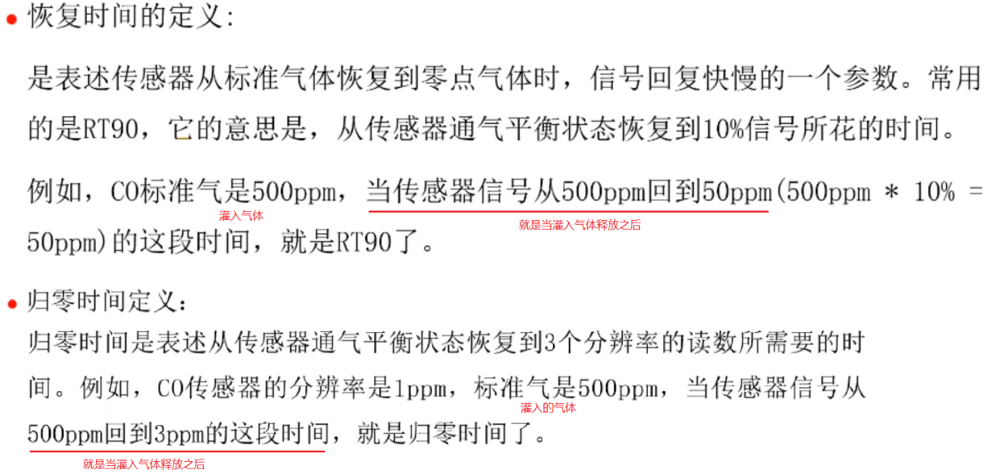 恢复时间的定义:
是表述传感器从标准气体恢复到零点气体时，信号回复快慢的一个参数。常用
的是RT90，它的意思是，从传感器通气平衡状态恢复到10%信号所花的时间。
例如，CO标准气是500ppm，当传感器信号从500ppm回到50ppm(500ppm * 10% =
灌入气体
就是当灌入气体释放之后
50ppm)的这段时间，就是RT90了。
归零时间定义：
归零时间是表述从传感器通气平衡状态恢复到3个分辨率的读数所需要的时
间。例如，CO传感器的分辨率是1ppm，标准气是500ppm，当传感器信号从
灌入的气体
500ppm回到3ppm的这段时间，就是归零时间了。
就是当灌入气体释放之后